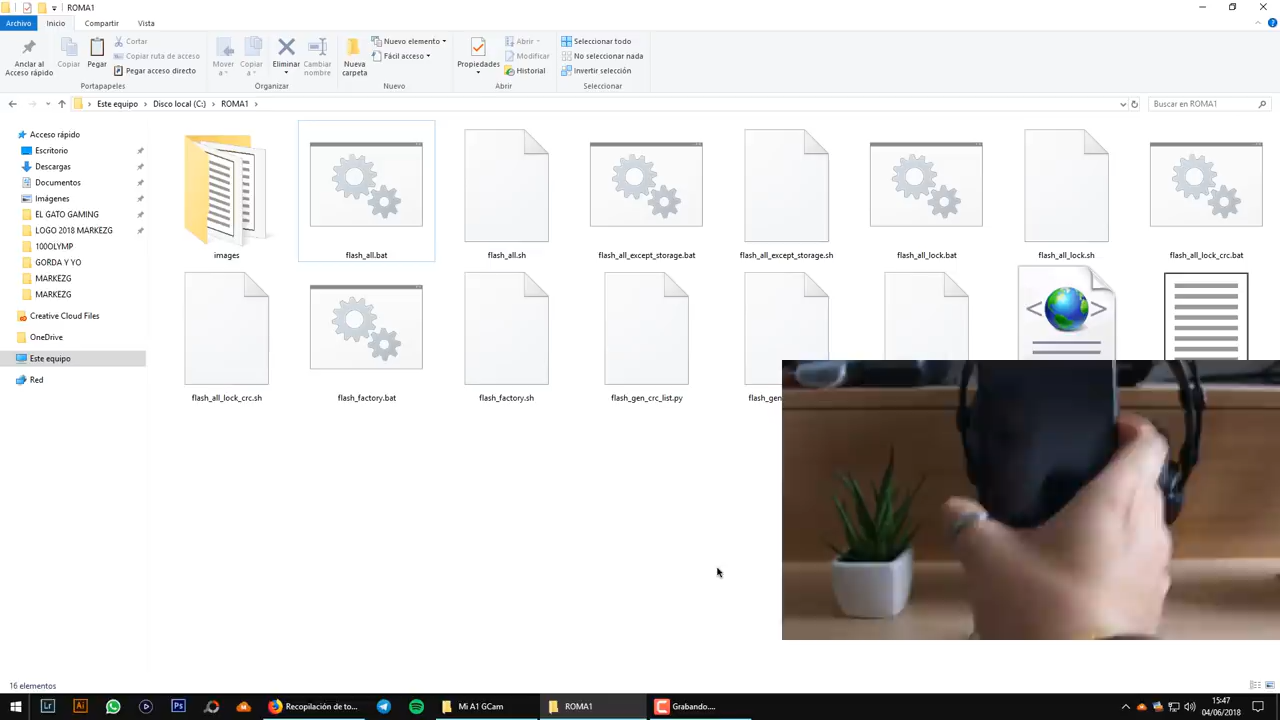 ROMA1
Archivo Inicio Compartir Vista
Anclar al Acceso rápido
Copiar
Pegar
Cortar
Copiar ruta de acceso
Pegar acceso directo
Portapapeles
Mover a
Copiar a
Eliminar
Cambiar nombre
Organizar
Nueva carpeta
Nuevo elemento
Fácil acceso
Nuevo
Propiedades
Abrir
Modificar
Historial
Abrir
Seleccionar todo
No seleccionar nada
Invertir selección
Seleccionar
Este equipo > Disco local (C:) > ROMA1 >
Buscar en ROMA1
Acceso rápido
Escritorio
Descargas
Documentos
Imágenes
EL GATO GAMING
LOGO 2018 MARKEZG
100OLYMP
GORDA Y YO
MARKEZG
MARKEZG
Creative Cloud Files
OneDrive
Este equipo
Red
images
flash_all.bat
flash_all.sh
flash_all_except_storage.bat
flash_all_except_storage.sh
flash_all_lock.bat
flash_all_lock.sh
flash_all_lock_crc.bat
flash_all_lock_crc.sh
flash_factory.bat
flash_factory.sh
flash_gen_crc_list.py
flash_gen
16 elementos
Recopilación de to...
Mi A1 GCam
ROMA1
Grabando....
15:47
04/06/2018